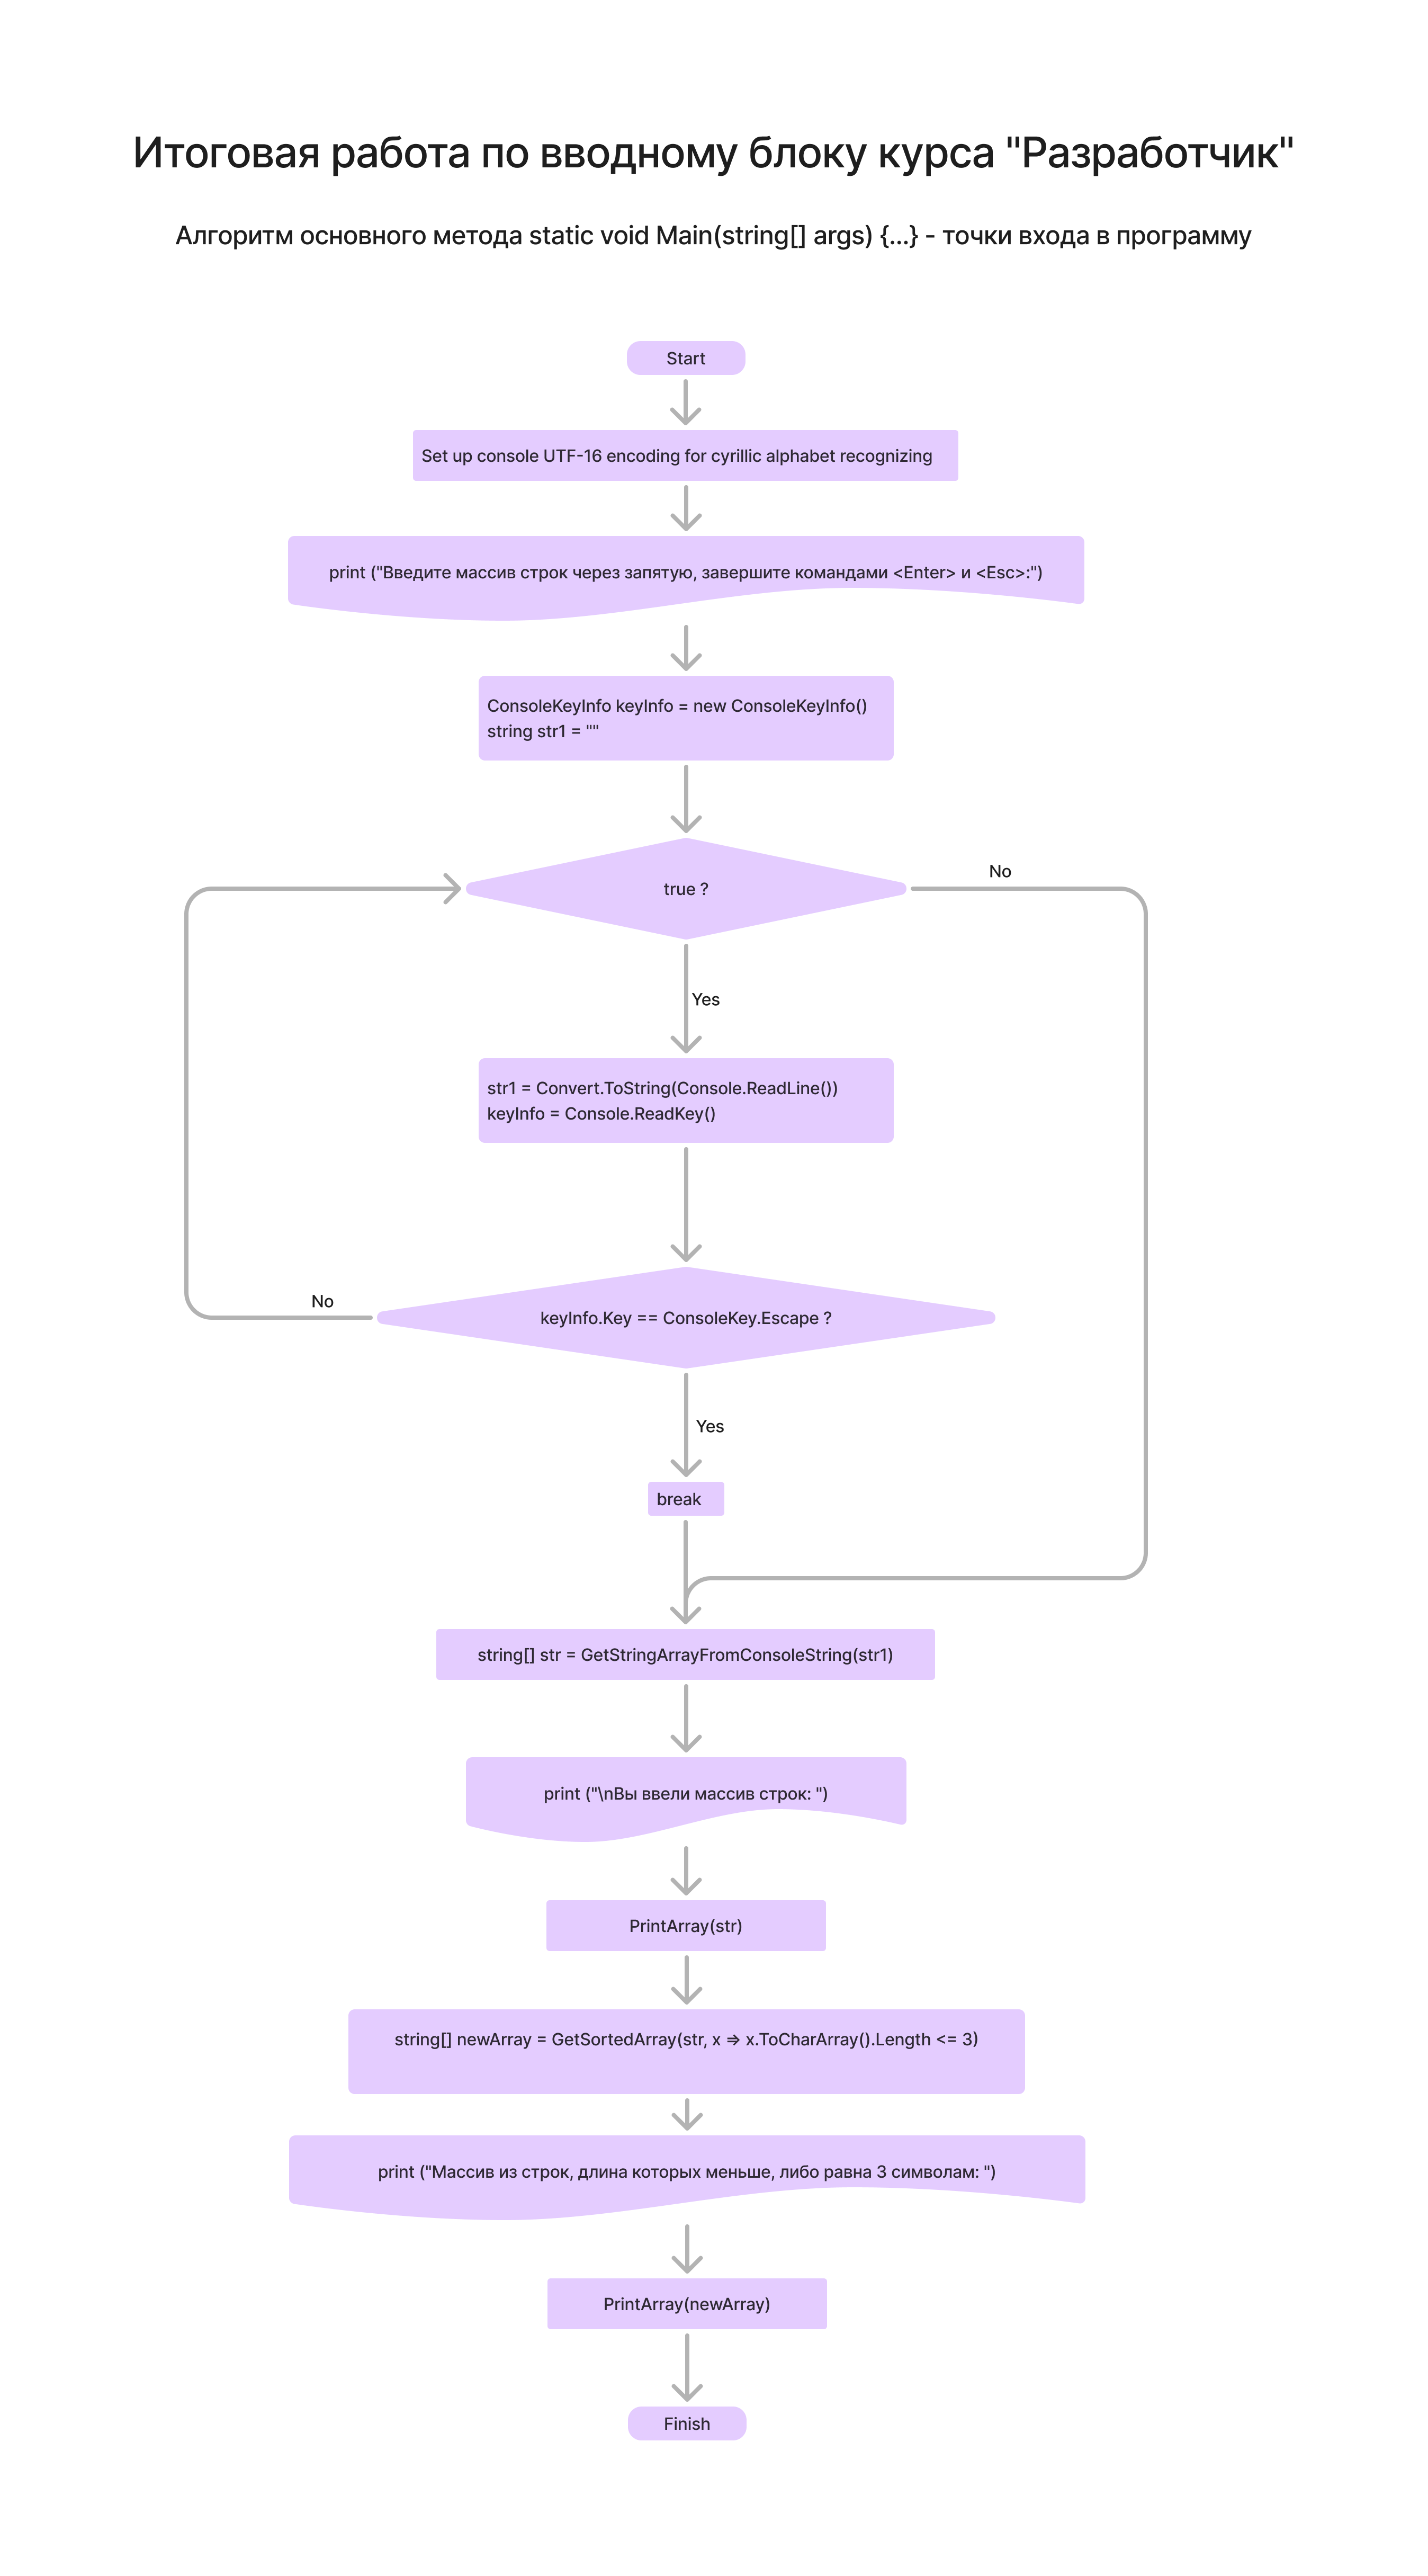 Итоговая работа по вводному блоку курса "Разработчик"
Алгоритм основного метода static void Main(string[] args) {...} - точки входа в программу
Start
Set up console UTF-16 encoding for cyrillic alphabet recognizing
print ("Введите массив строк через запятую, завершите командами <Enter> и <Esc>:")
ConsoleKeyInfo keyInfo = new ConsoleKeyInfo()
string str1 = ""
true ?
No
Yes
str1 = Convert.ToString(Console.ReadLine())
keyInfo = Console.ReadKey()
No
keyInfo.Key == ConsoleKey.Escape ?
Yes
break
string[] str = GetStringArrayFromConsoleString(str1)
print ("\nВы ввели массив строк: ")
PrintArray(str)
string[] newArray = GetSortedArray(str, x => x.ToCharArray().Length <= 3)
print ("Массив из строк, длина которых меньше, либо равна 3 символам: ")
PrintArray(newArray)
Finish